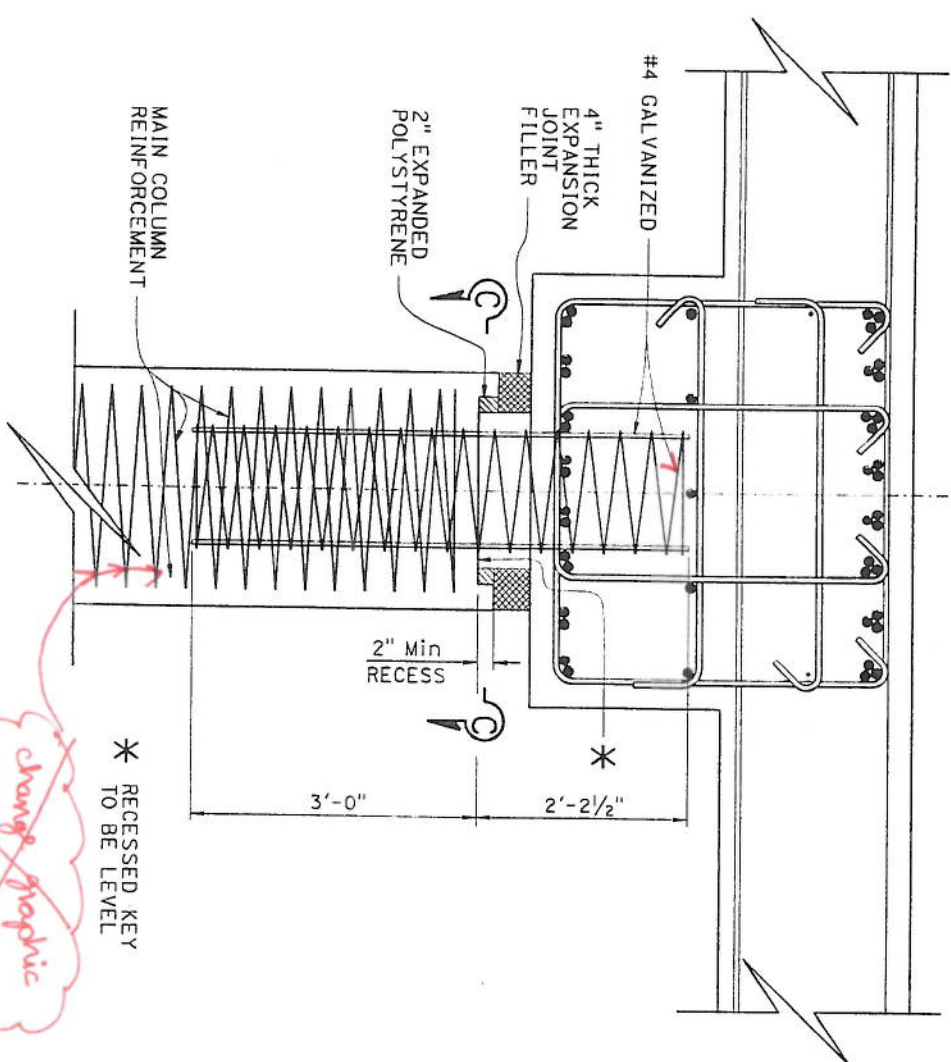 #4 GALVANIZED
4" THICK
EXPANSION
JOINT
FILLER
2" EXPANDED
POLYSTYRENE
MAIN COLUMN
REINFORCEMENT
C
C
2" Min
RECESS
*
3'-0"
2'-2½"
* RECESSED KEY
TO BE LEVEL
change graphic